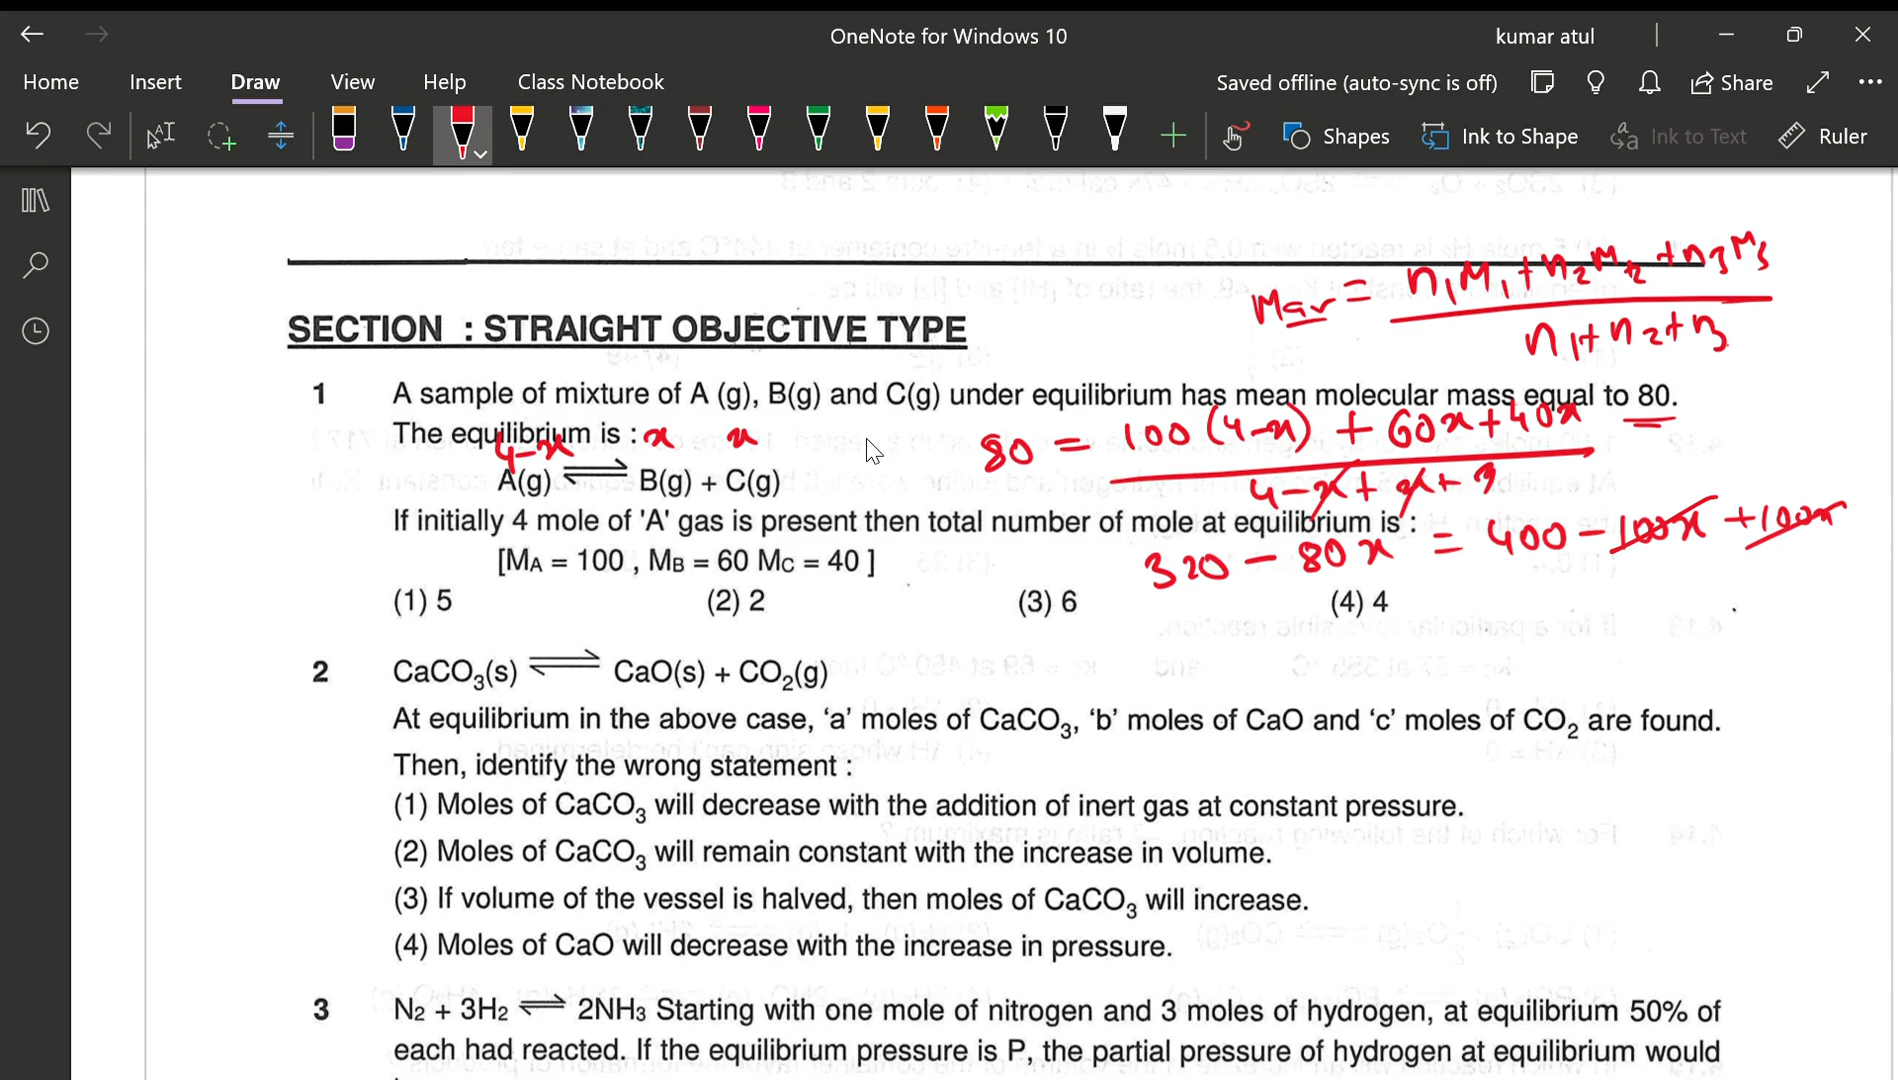 OneNote for Windows 10
kumar atul
Home Insert Draw View Help Class Notebook
Saved offline (auto-sync is off) Share
Shapes Ink to Shape Ink to Text Ruler
Mav = n₁M₁ + n₂M₂ + n₃M₃
n₁ + n₂ + n₃
SECTION : STRAIGHT OBJECTIVE TYPE
1 A sample of mixture of A (g), B(g) and C(g) under equilibrium has mean molecular mass equal to 80.
The equilibrium is :
4-x x x
80 = 100(4-x) + 60x + 40x
4-x + x + x
A(g) ⇌ B(g) + C(g)
If initially 4 mole of 'A' gas is present then total number of mole at equilibrium is :
320 - 80x = 400 - 100x + 100x
[MA = 100 , MB = 60 MC = 40 ]
(1) 5 (2) 2 (3) 6 (4) 4
2 CaCO₃(s) ⇌ CaO(s) + CO₂(g)
At equilibrium in the above case, ‘a’ moles of CaCO₃, ‘b’ moles of CaO and ‘c’ moles of CO₂ are found.
Then, identify the wrong statement :
(1) Moles of CaCO₃ will decrease with the addition of inert gas at constant pressure.
(2) Moles of CaCO₃ will remain constant with the increase in volume.
(3) If volume of the vessel is halved, then moles of CaCO₃ will increase.
(4) Moles of CaO will decrease with the increase in pressure.
3 N₂ + 3H₂ ⇌ 2NH₃ Starting with one mole of nitrogen and 3 moles of hydrogen, at equilibrium 50% of
each had reacted. If the equilibrium pressure is P, the partial pressure of hydrogen at equilibrium would